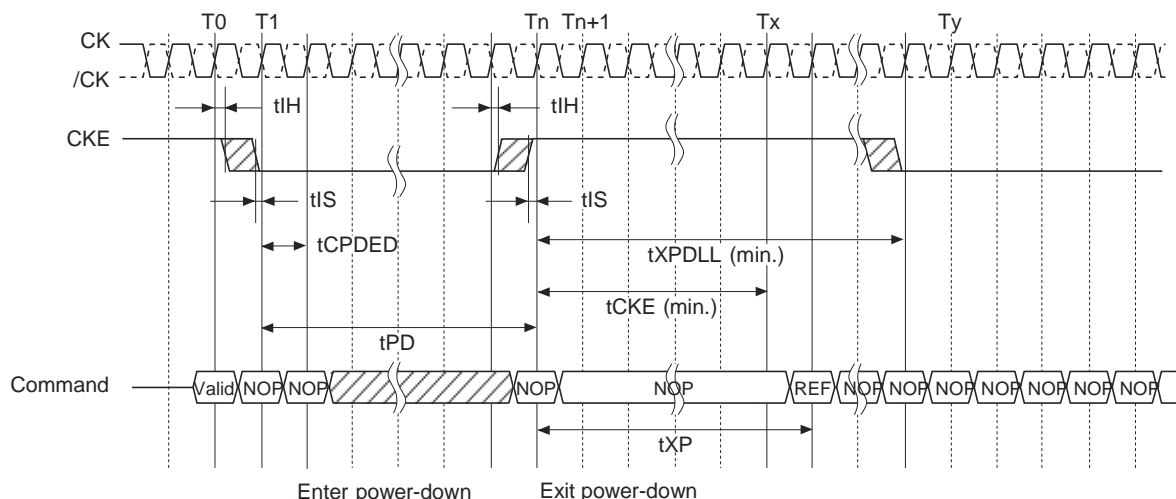 T0 T1 Tn Tn+1 Tx Ty
CK
/CK
tIH tIH
CKE
tIS tIS
tCPDED
tXPDLL (min.)
tCKE (min.)
tPD
Command Valid NOP NOP NOP NOP REF NOP NOP NOP NOP NOP NOP NOP
tXP
Enter power-down Exit power-down